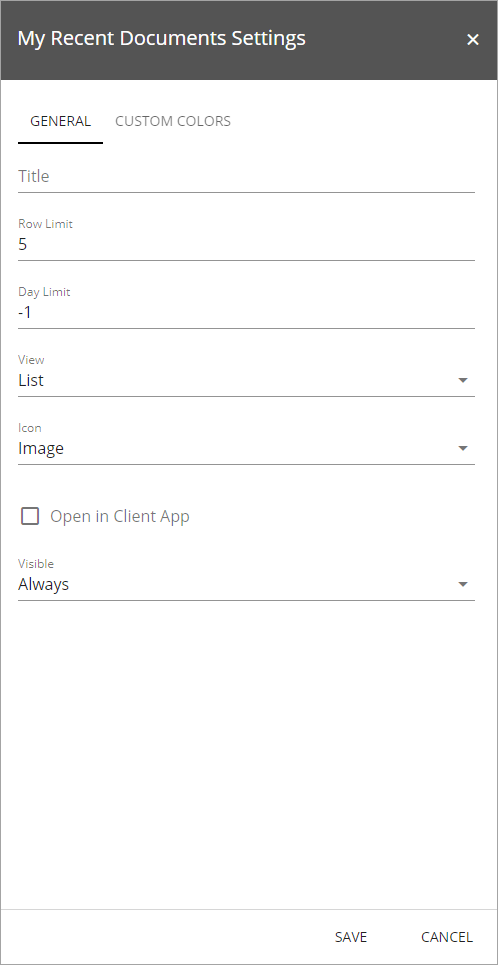 My Recent Documents Settings
GENERAL CUSTOM COLORS
Title
Row Limit
5
Day Limit
-1
View
List
Icon
Image
Open in Client App
Visible
Always
SAVE CANCEL